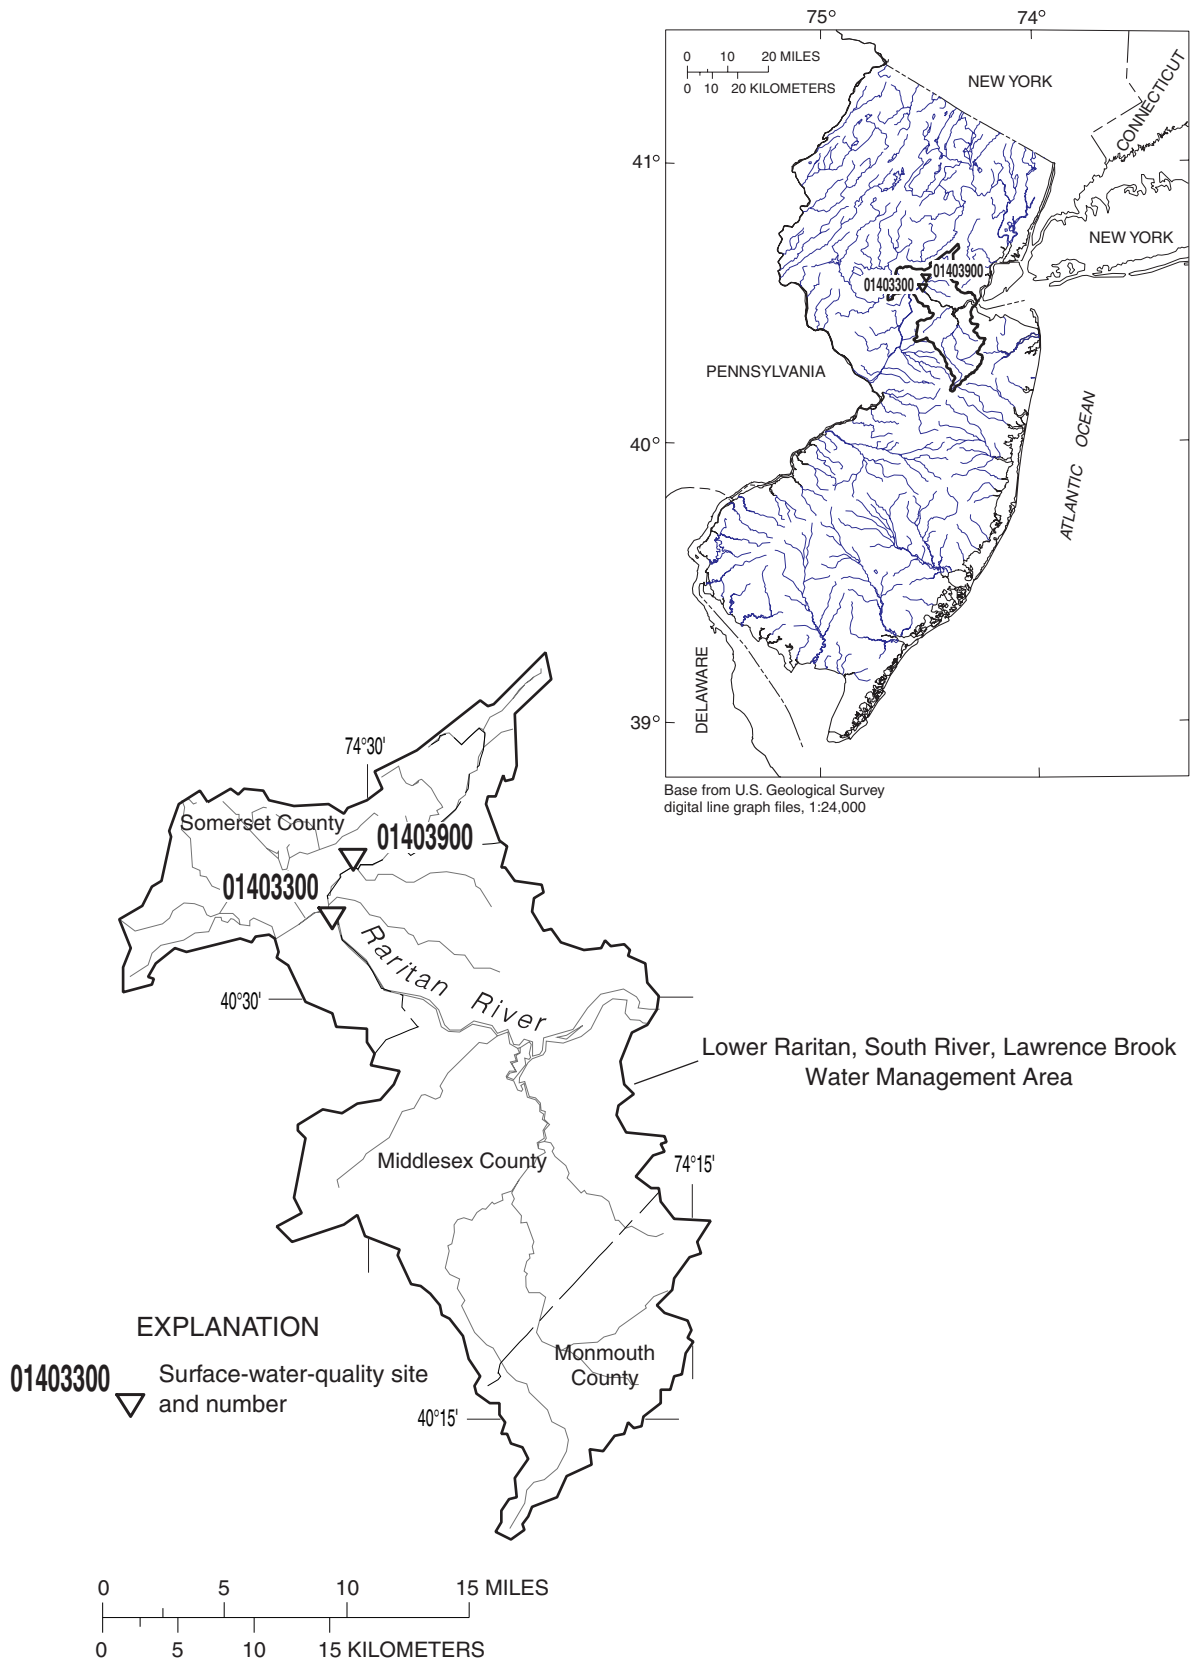 75°
74°
0 10 20 MILES
0 10 20 KILOMETERS
NEW YORK
CONNECTICUT
41°
NEW YORK
01403900
01403300
PENNSYLVANIA
40°
ATLANTIC OCEAN
DELAWARE
39°
Base from U.S. Geological Survey
digital line graph files, 1:24,000
74°30'
Somerset County
01403900
01403300
Raritan River
40°30'
Lower Raritan, South River, Lawrence Brook
Water Management Area
Middlesex County
74°15'
EXPLANATION
01403300
Surface-water-quality site
and number
Monmouth
County
40°15'
0 5 10 15 MILES
0 5 10 15 KILOMETERS